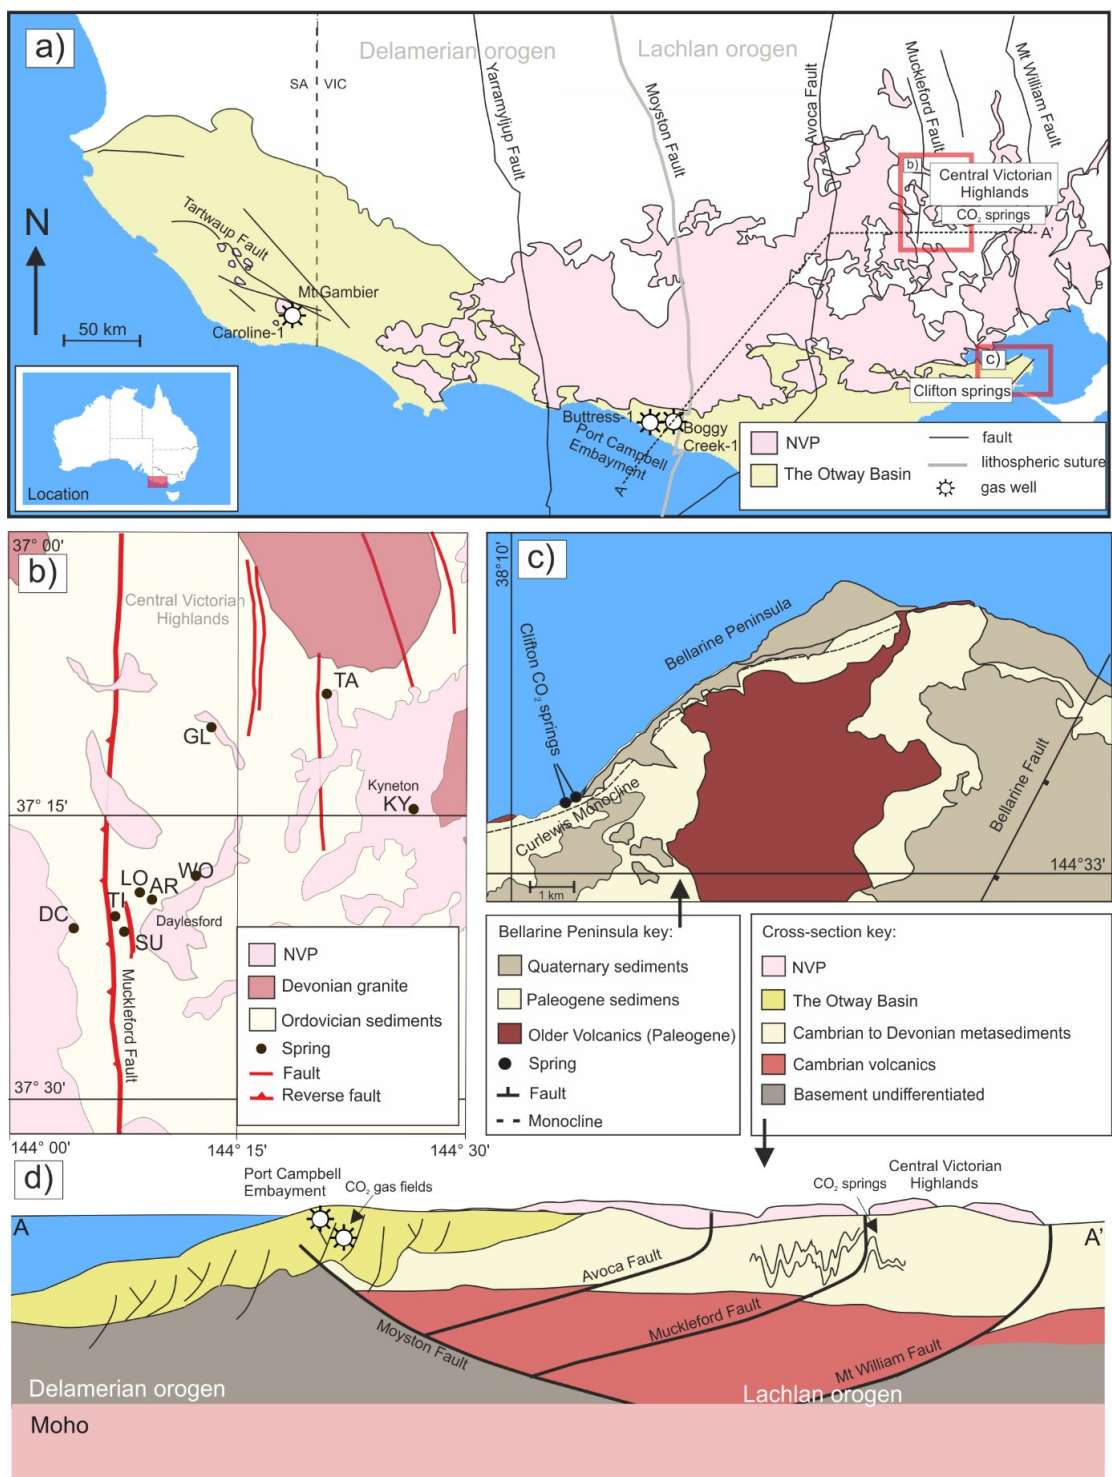 a)
Delamerian orogen
Lachlan orogen
SA
VIC
Yarramyljup Fault
Moyston Fault
Avoca Fault
Muckleford Fault
Mt William Fault
b)
Central Victorian
Highlands
CO2 springs
A'
N
50 km
Tartwaup Fault
Mt Gambier
Caroline-1
Buttress-1
Boggy
Creek-1
Port Campbell
Embayment
A
c)
Clifton springs
Location
NVP
The Otway Basin
fault
lithospheric suture
gas well
b)
37° 00'
Central Victorian
Highlands
TA
GL
Kyneton
KY
37° 15'
WO
LO
AR
TI
DC
SU
Daylesford
Muckleford Fault
37° 30'
144° 00'
144° 15'
144° 30'
NVP
Devonian granite
Ordovician sediments
Spring
Fault
Reverse fault
c)
38°10'
Clifton CO2 springs
Bellarine Peninsula
Curlewis Monocline
Bellarine Fault
1 km
144°33'
Bellarine Peninsula key:
Quaternary sediments
Paleogene sedimens
Older Volcanics (Paleogene)
Spring
Fault
Monocline
Cross-section key:
NVP
The Otway Basin
Cambrian to Devonian metasediments
Cambrian volcanics
Basement undifferentiated
d)
Port Campbell
Embayment
CO2 gas fields
CO2 springs
Central Victorian
Highlands
A
A'
Avoca Fault
Muckleford Fault
Moyston Fault
Mt William Fault
Delamerian orogen
Lachlan orogen
Moho